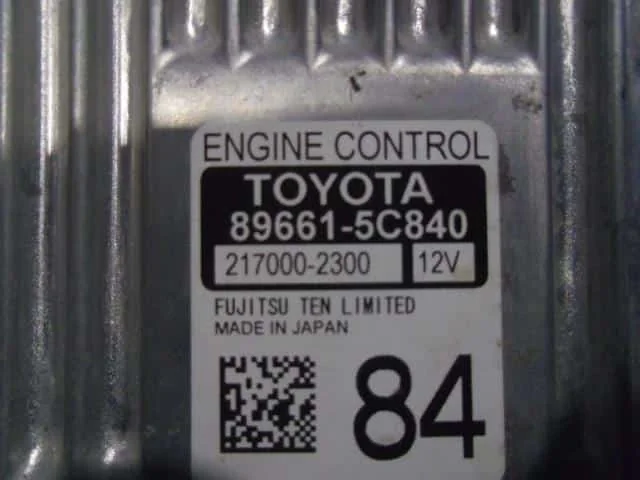 ENGINE CONTROL
TOYOTA
89661-5C840
217000-2300 12V
FUJITSU TEN LIMITED
MADE IN JAPAN
84